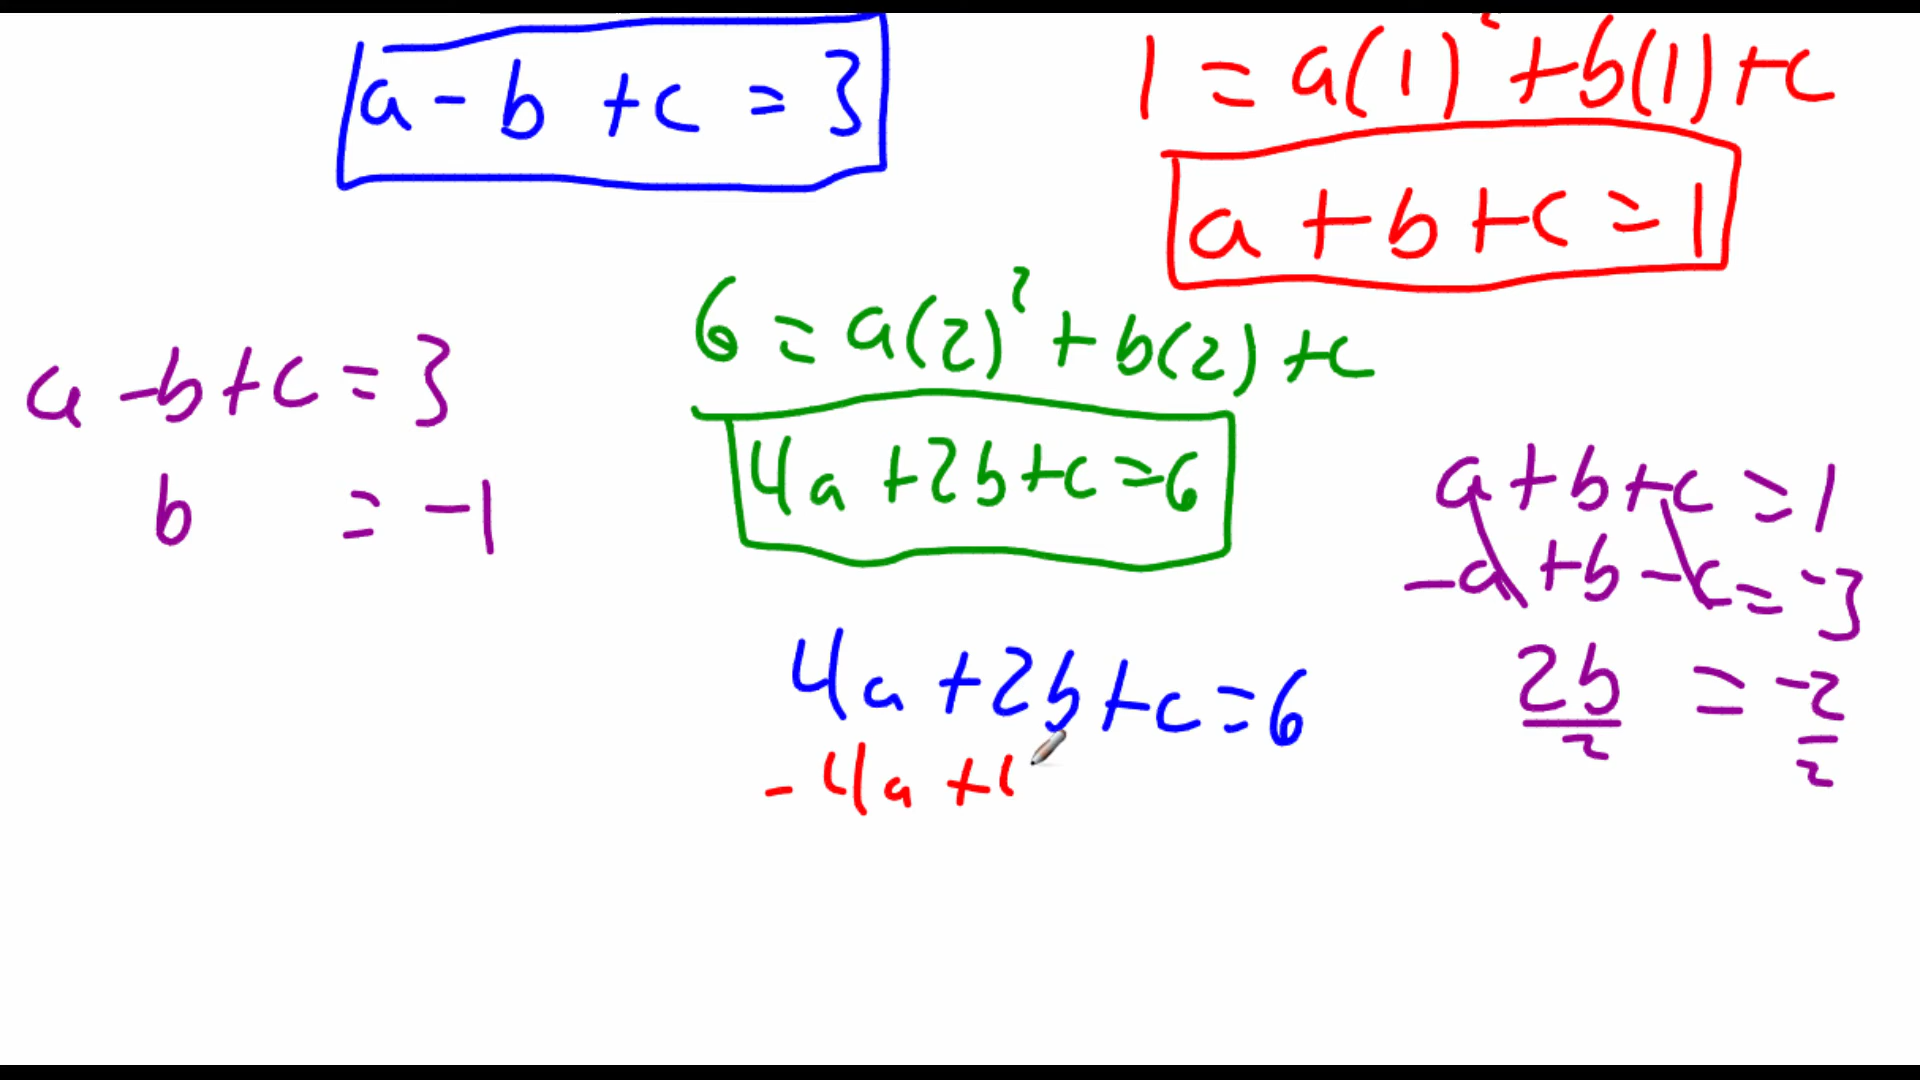 a - b + c = 3
1 = a(1)² + b(1) + c
a + b + c = 1
6 = a(2)² + b(2) + c
a - b + c = 3
4a + 2b + c = 6
b = -1
a + b + c = 1
-a + b - c = -3
2b = -2
2 2
4a + 2b + c = 6
- 4a +